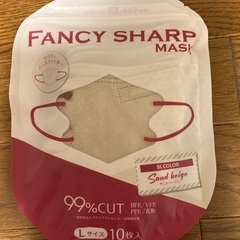 FANCY SHARP
MASK
BI COLOR
Sand beige
99%CUT
BFE/VFE
PFE/花粉
Lサイズ 10枚入